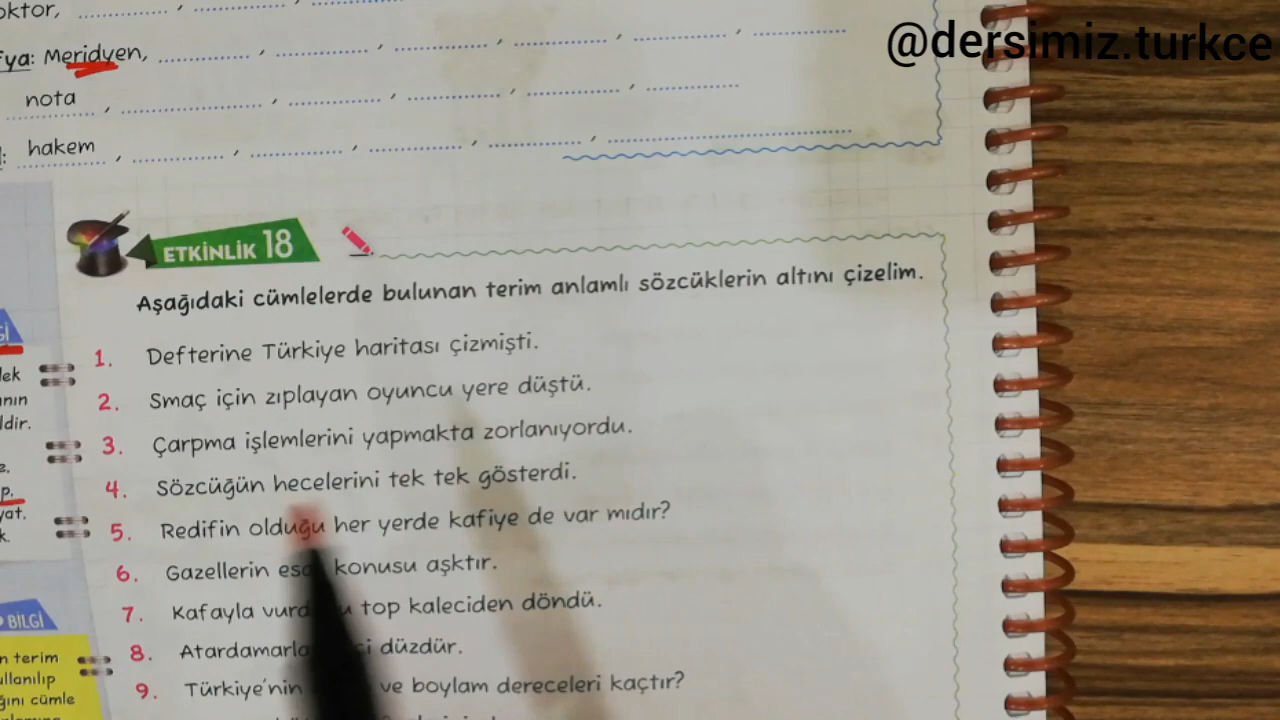 oktor,
@dersimiz.turkce
fya: Meridyen,
nota
hakem
ETKİNLİK 18
Aşağıdaki cümlelerde bulunan terim anlamlı sözcüklerin altını çizelim.
1. Defterine Türkiye haritası çizmişti.
2. Smaç için zıplayan oyuncu yere düştü.
3. Çarpma işlemlerini yapmakta zorlanıyordu.
4. Sözcüğün hecelerini tek tek gösterdi.
5. Redifin olduğu her yerde kafiye de var mıdır?
6. Gazellerin konusu aşktır.
7. Kafayla top kaleciden döndü.
8. düzdür.
9. Türkiye'nin ve boylam dereceleri kaçtır?
lek
anın
ldir.
p.
yat.
k.
BİLGİ
n terim
ullanılıp
ğını cümle